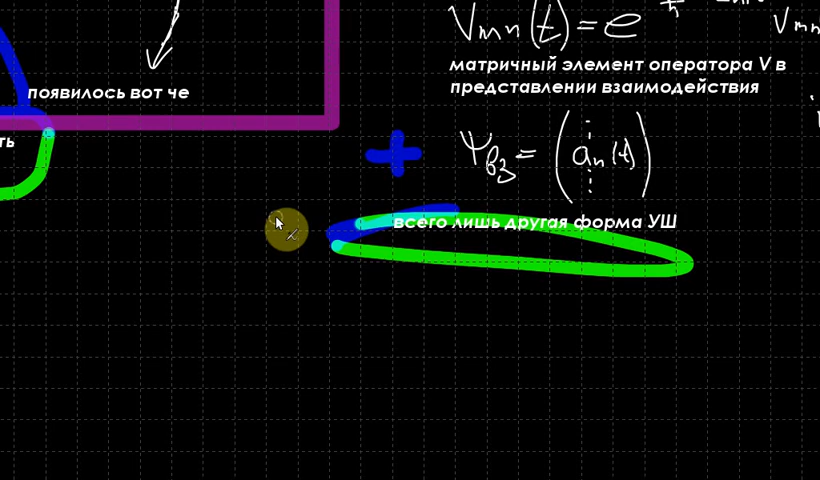 Vmn(t) = e
Vmn
матричный элемент оператора V в
представлении взаимодействия
появилось вот че
ть
Ψвз = ( ⋮ an(t) ⋮ )
всего лишь другая форма УШ